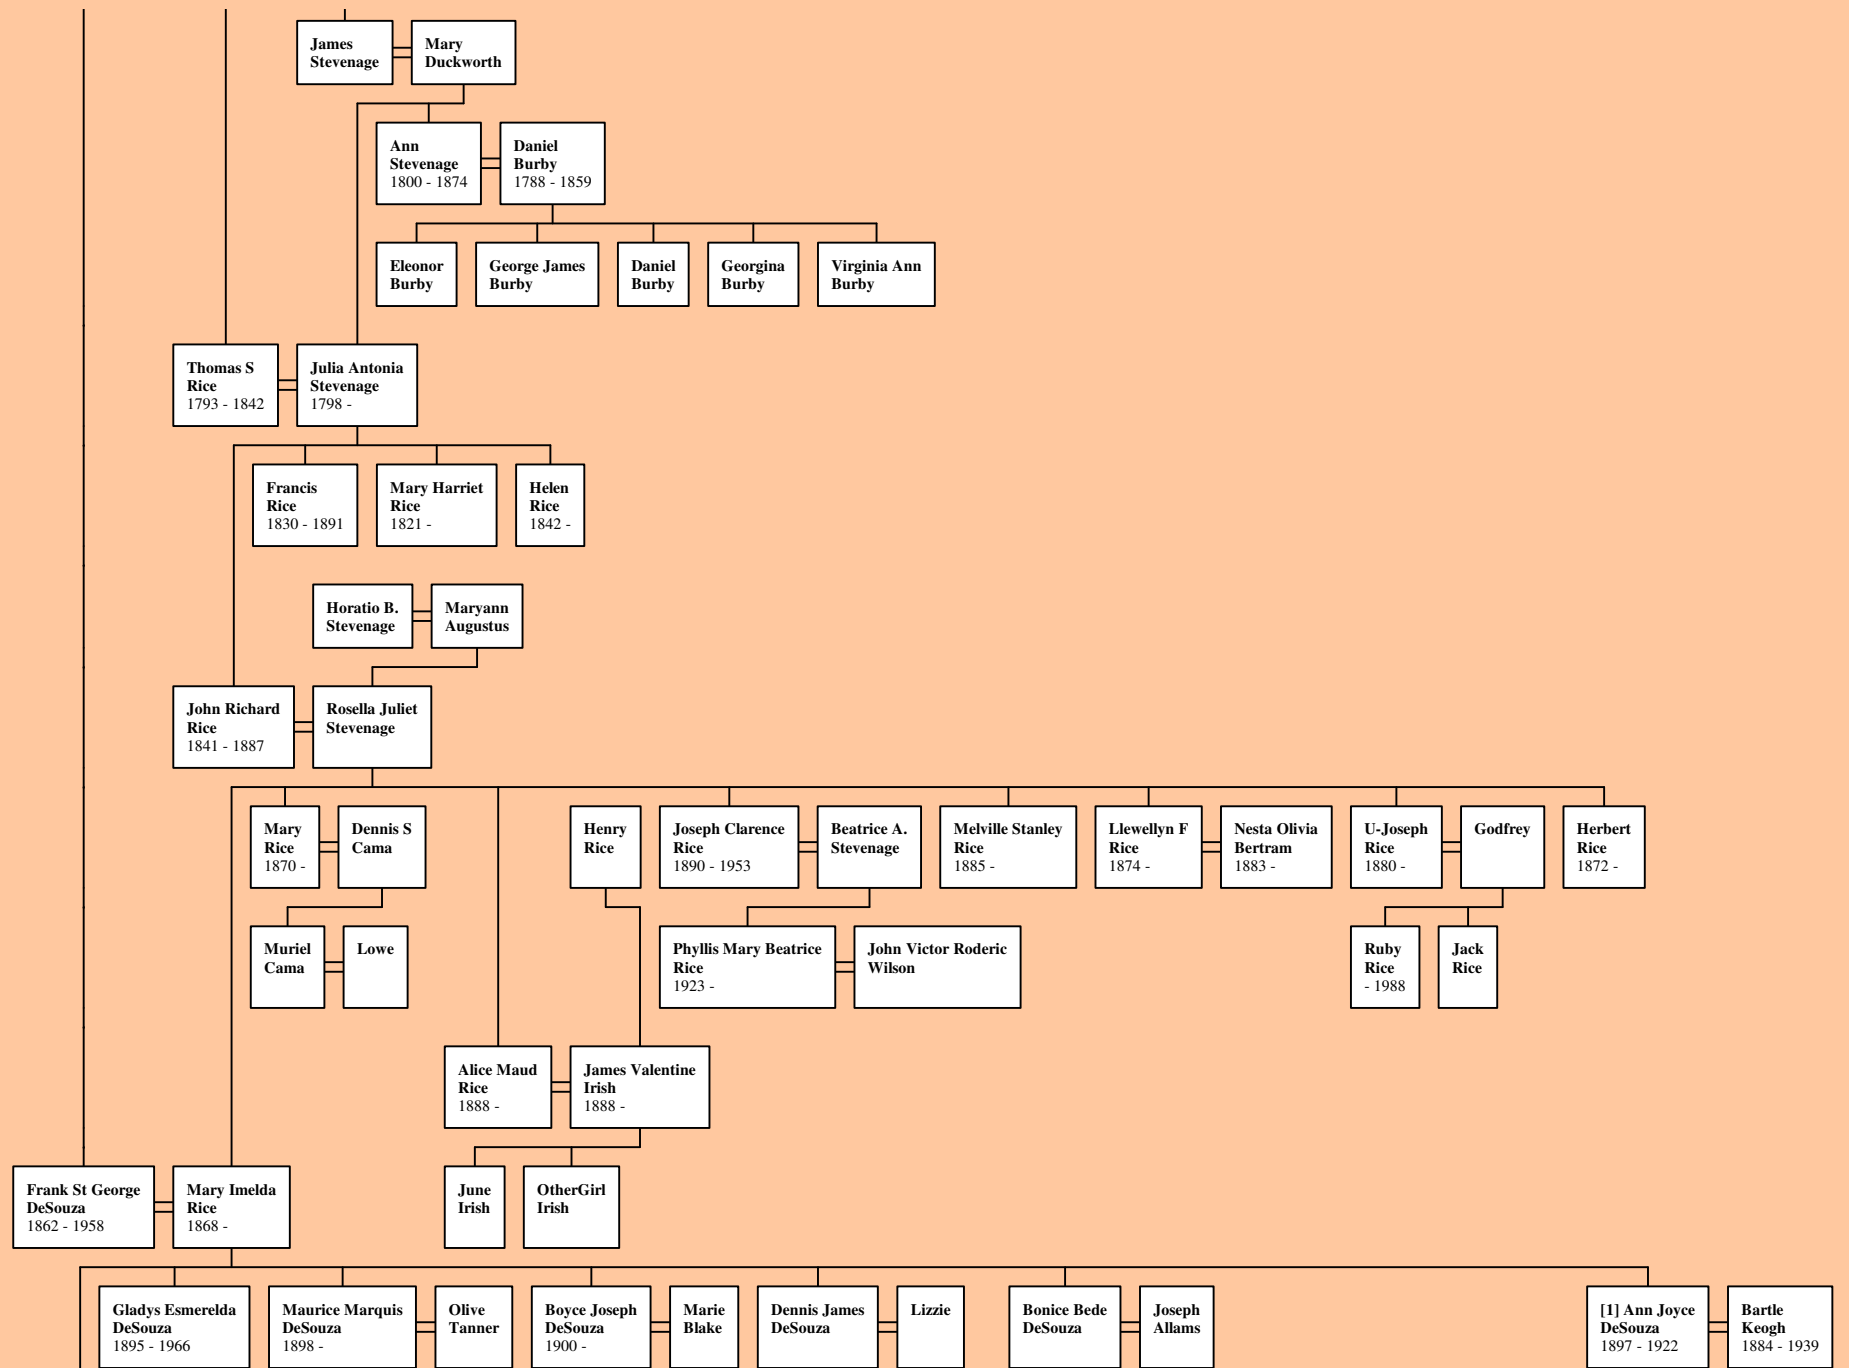 James
Stevenage
Mary
Duckworth
Ann
Stevenage
1800 - 1874
Daniel
Burby
1788 - 1859
Eleonor
Burby
George James
Burby
Daniel
Burby
Georgina
Burby
Virginia Ann
Burby
Thomas S
Rice
1793 - 1842
Julia Antonia
Stevenage
1798 -
Francis
Rice
1830 - 1891
Mary Harriet
Rice
1821 -
Helen
Rice
1842 -
Horatio B.
Stevenage
Maryann
Augustus
John Richard
Rice
1841 - 1887
Rosella Juliet
Stevenage
Mary
Rice
1870 -
Dennis S
Cama
Henry
Rice
Joseph Clarence
Rice
1890 - 1953
Beatrice A.
Stevenage
Melville Stanley
Rice
1885 -
Llewellyn F
Rice
1874 -
Nesta Olivia
Bertram
1883 -
U-Joseph
Rice
1880 -
Godfrey
Herbert
Rice
1872 -
Muriel
Cama
Lowe
Phyllis Mary Beatrice
Rice
1923 -
John Victor Roderic
Wilson
Ruby
Rice
- 1988
Jack
Rice
Alice Maud
Rice
1888 -
James Valentine
Irish
1888 -
June
Irish
OtherGirl
Irish
Frank St George
DeSouza
1862 - 1958
Mary Imelda
Rice
1868 -
Gladys Esmerelda
DeSouza
1895 - 1966
Maurice Marquis
DeSouza
1898 -
Olive
Tanner
Boyce Joseph
DeSouza
1900 -
Marie
Blake
Dennis James
DeSouza
Lizzie
Bonice Bede
DeSouza
Joseph
Allams
[1] Ann Joyce
DeSouza
1897 - 1922
Bartle
Keogh
1884 - 1939